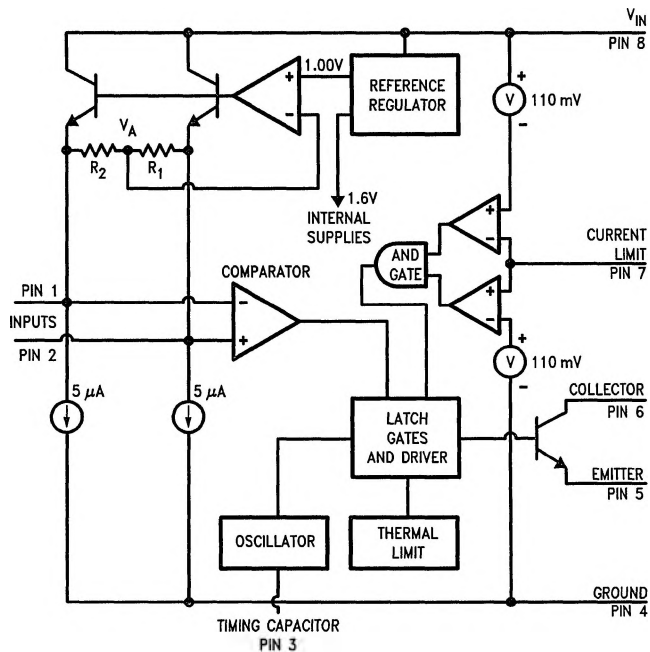 V_IN
PIN 8
1.00V
+
-
REFERENCE
REGULATOR
+
V
110 mV
-
V_A
R_2
R_1
1.6V
INTERNAL
SUPPLIES
+
-
CURRENT
LIMIT
PIN 7
AND
GATE
COMPARATOR
+
-
PIN 1
-
INPUTS
+
PIN 2
+
V
110 mV
-
5 μA
5 μA
COLLECTOR
PIN 6
LATCH
GATES
AND DRIVER
EMITTER
PIN 5
OSCILLATOR
THERMAL
LIMIT
GROUND
PIN 4
TIMING CAPACITOR
PIN 3